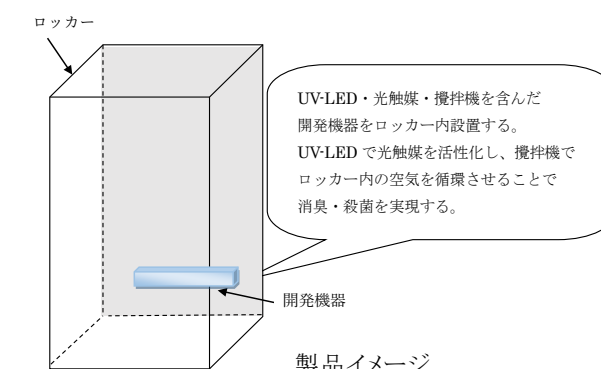 ロッカー
UV-LED・光触媒・攪拌機を含んだ
開発機器をロッカー内設置する。
UV-LED で光触媒を活性化し、攪拌機で
ロッカー内の空気を循環させることで
消臭・殺菌を実現する。
開発機器
製品イメージ